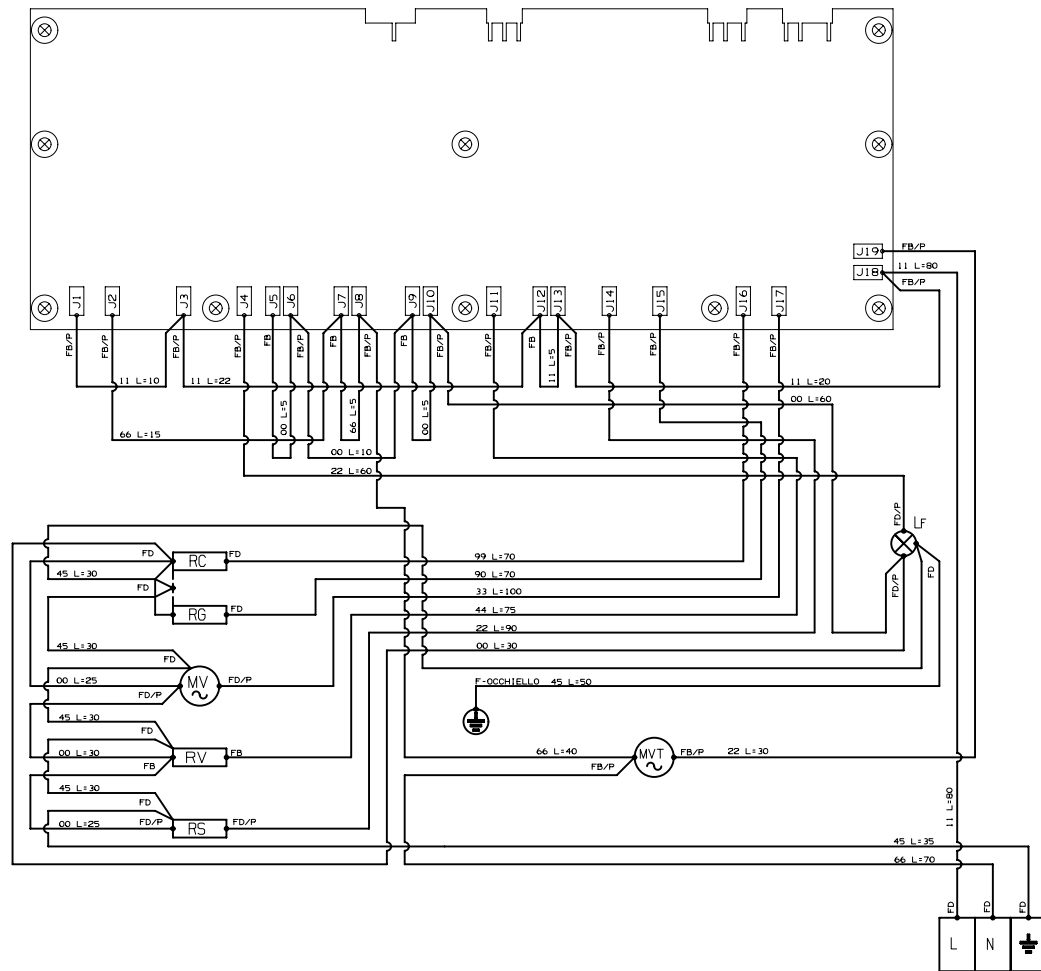 J19 FB/P
J18 11 L=80
FB/P
J1 J2 J3 J4 J5 J6 J7 J8 J9 J10 J11 J12 J13 J14 J15 J16 J17
FB/P FB/P FB/P FB/P FB FB/P FB FB/P FB FB/P FB/P FB FB/P FB/P FB/P FB/P FB/P
11 L=5
11 L=10 11 L=22 11 L=20
00 L=5 66 L=5 00 L=5
00 L=60
66 L=15
00 L=10
22 L=60
FD/P LF
FD RC FD 99 L=70
FD
45 L=30 90 L=70
FD FD/P
33 L=100
RG FD 44 L=75
22 L=90
45 L=30 00 L=30
FD
00 L=25 MV FD/P F-OCCHIELLO 45 L=50
FD/P
45 L=30
FD
00 L=30 RV FB 66 L=40 MVT FB/P 22 L=30
FB FB/P
45 L=30
FD
11 L=80
00 L=25 FD/P RS FD/P
45 L=35
66 L=70
FD FD FD
L N